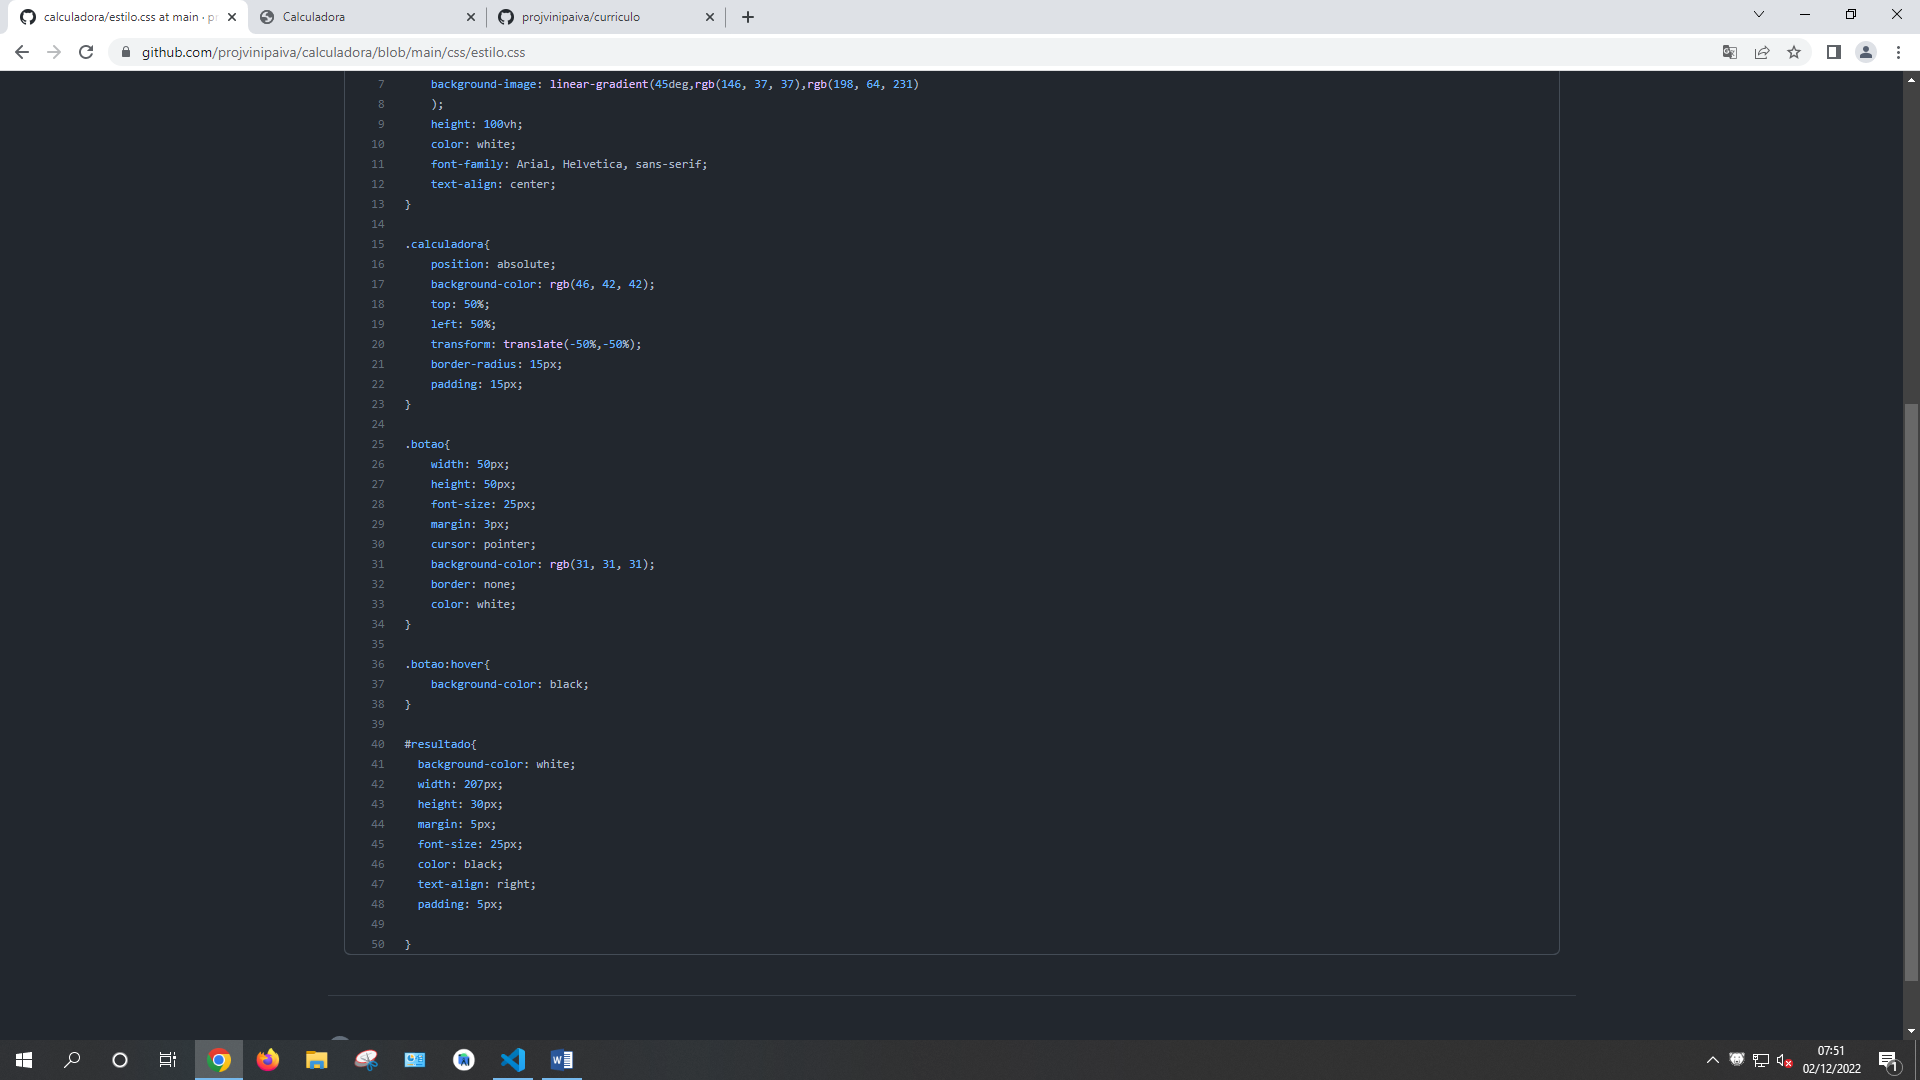 calculadora/estilo.css at main · pr
Calculadora
projvinipaiva/curriculo
github.com/projvinipaiva/calculadora/blob/main/css/estilo.css
7 background-image: linear-gradient(45deg,rgb(146, 37, 37),rgb(198, 64, 231)
8 );
9 height: 100vh;
10 color: white;
11 font-family: Arial, Helvetica, sans-serif;
12 text-align: center;
13 }
14
15 .calculadora{
16 position: absolute;
17 background-color: rgb(46, 42, 42);
18 top: 50%;
19 left: 50%;
20 transform: translate(-50%,-50%);
21 border-radius: 15px;
22 padding: 15px;
23 }
24
25 .botao{
26 width: 50px;
27 height: 50px;
28 font-size: 25px;
29 margin: 3px;
30 cursor: pointer;
31 background-color: rgb(31, 31, 31);
32 border: none;
33 color: white;
34 }
35
36 .botao:hover{
37 background-color: black;
38 }
39
40 #resultado{
41 background-color: white;
42 width: 207px;
43 height: 30px;
44 margin: 5px;
45 font-size: 25px;
46 color: black;
47 text-align: right;
48 padding: 5px;
49
50 }
07:51
02/12/2022
1